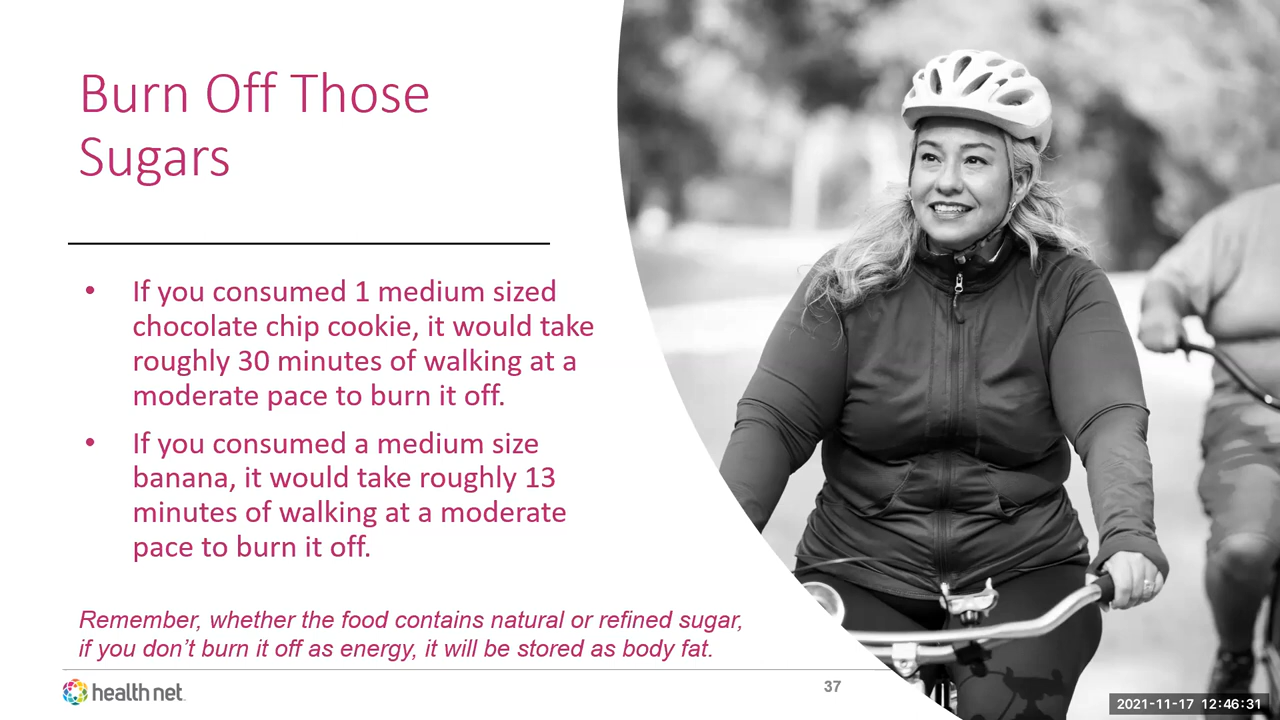 Burn Off Those
Sugars
• If you consumed 1 medium sized
chocolate chip cookie, it would take
roughly 30 minutes of walking at a
moderate pace to burn it off.
• If you consumed a medium size
banana, it would take roughly 13
minutes of walking at a moderate
pace to burn it off.
Remember, whether the food contains natural or refined sugar,
if you don't burn it off as energy, it will be stored as body fat.
health net
37
2021-11-17 12:46:31